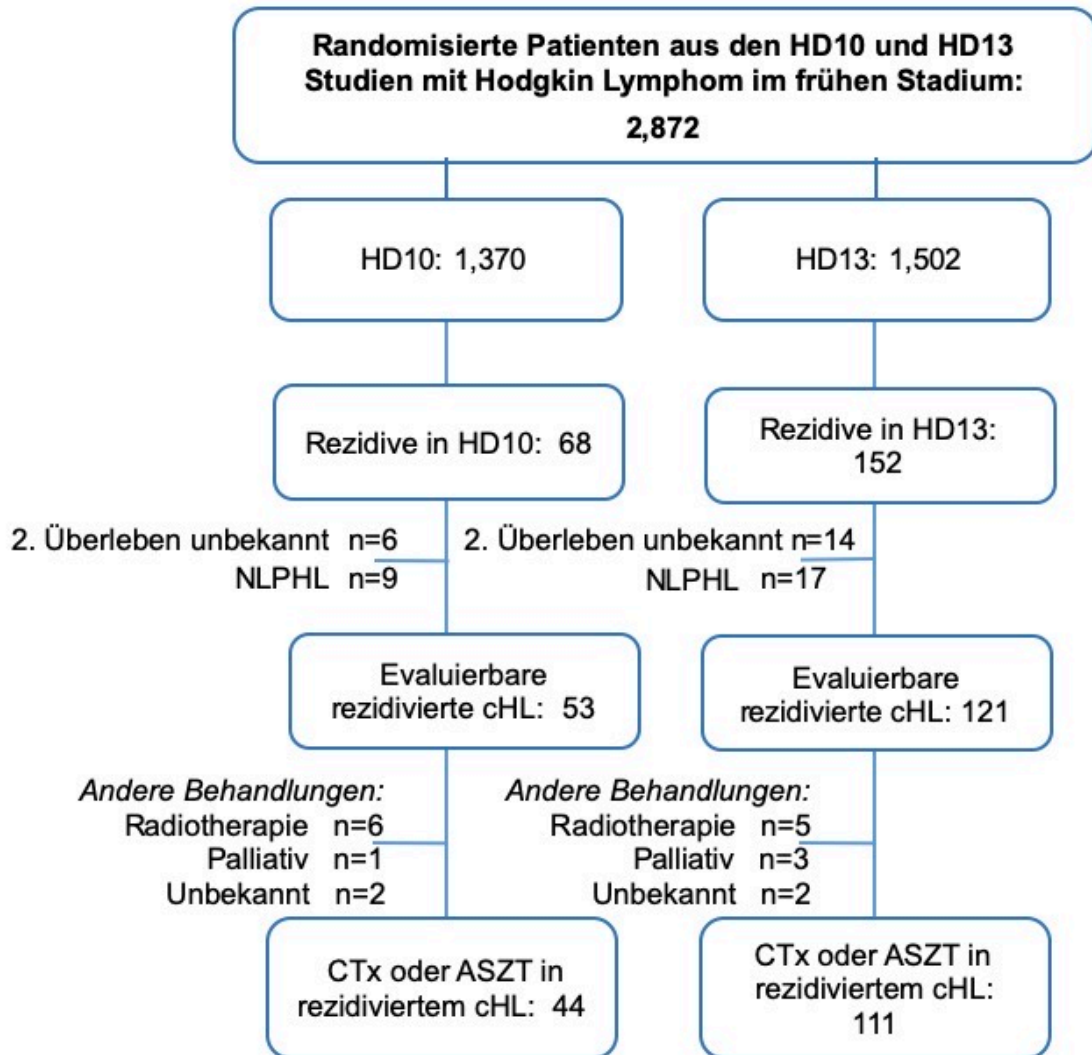 Randomisierte Patienten aus den HD10 und HD13
Studien mit Hodgkin Lymphom im frühen Stadium:
2,872
HD10: 1,370
HD13: 1,502
Rezidive in HD10: 68
Rezidive in HD13:
152
2. Überleben unbekannt n=6
NLPHL n=9
2. Überleben unbekannt n=14
NLPHL n=17
Evaluierbare
rezidivierte cHL: 53
Evaluierbare
rezidivierte cHL: 121
Andere Behandlungen:
Radiotherapie n=6
Palliativ n=1
Unbekannt n=2
Andere Behandlungen:
Radiotherapie n=5
Palliativ n=3
Unbekannt n=2
CTx oder ASZT in
rezidiviertem cHL: 44
CTx oder ASZT in
rezidiviertem cHL:
111